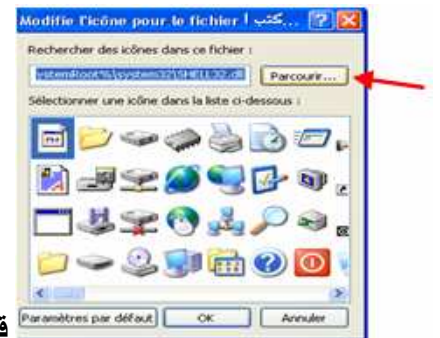 Modifie l'icône pour le fichier كتب ا...
Rechercher des icônes dans ce fichier :
ystemRoot%\system32\SHELL32.dll
Parcourir...
Sélectionner une icône dans la liste ci-dessous :
Paramètres par défaut
OK
Annuler